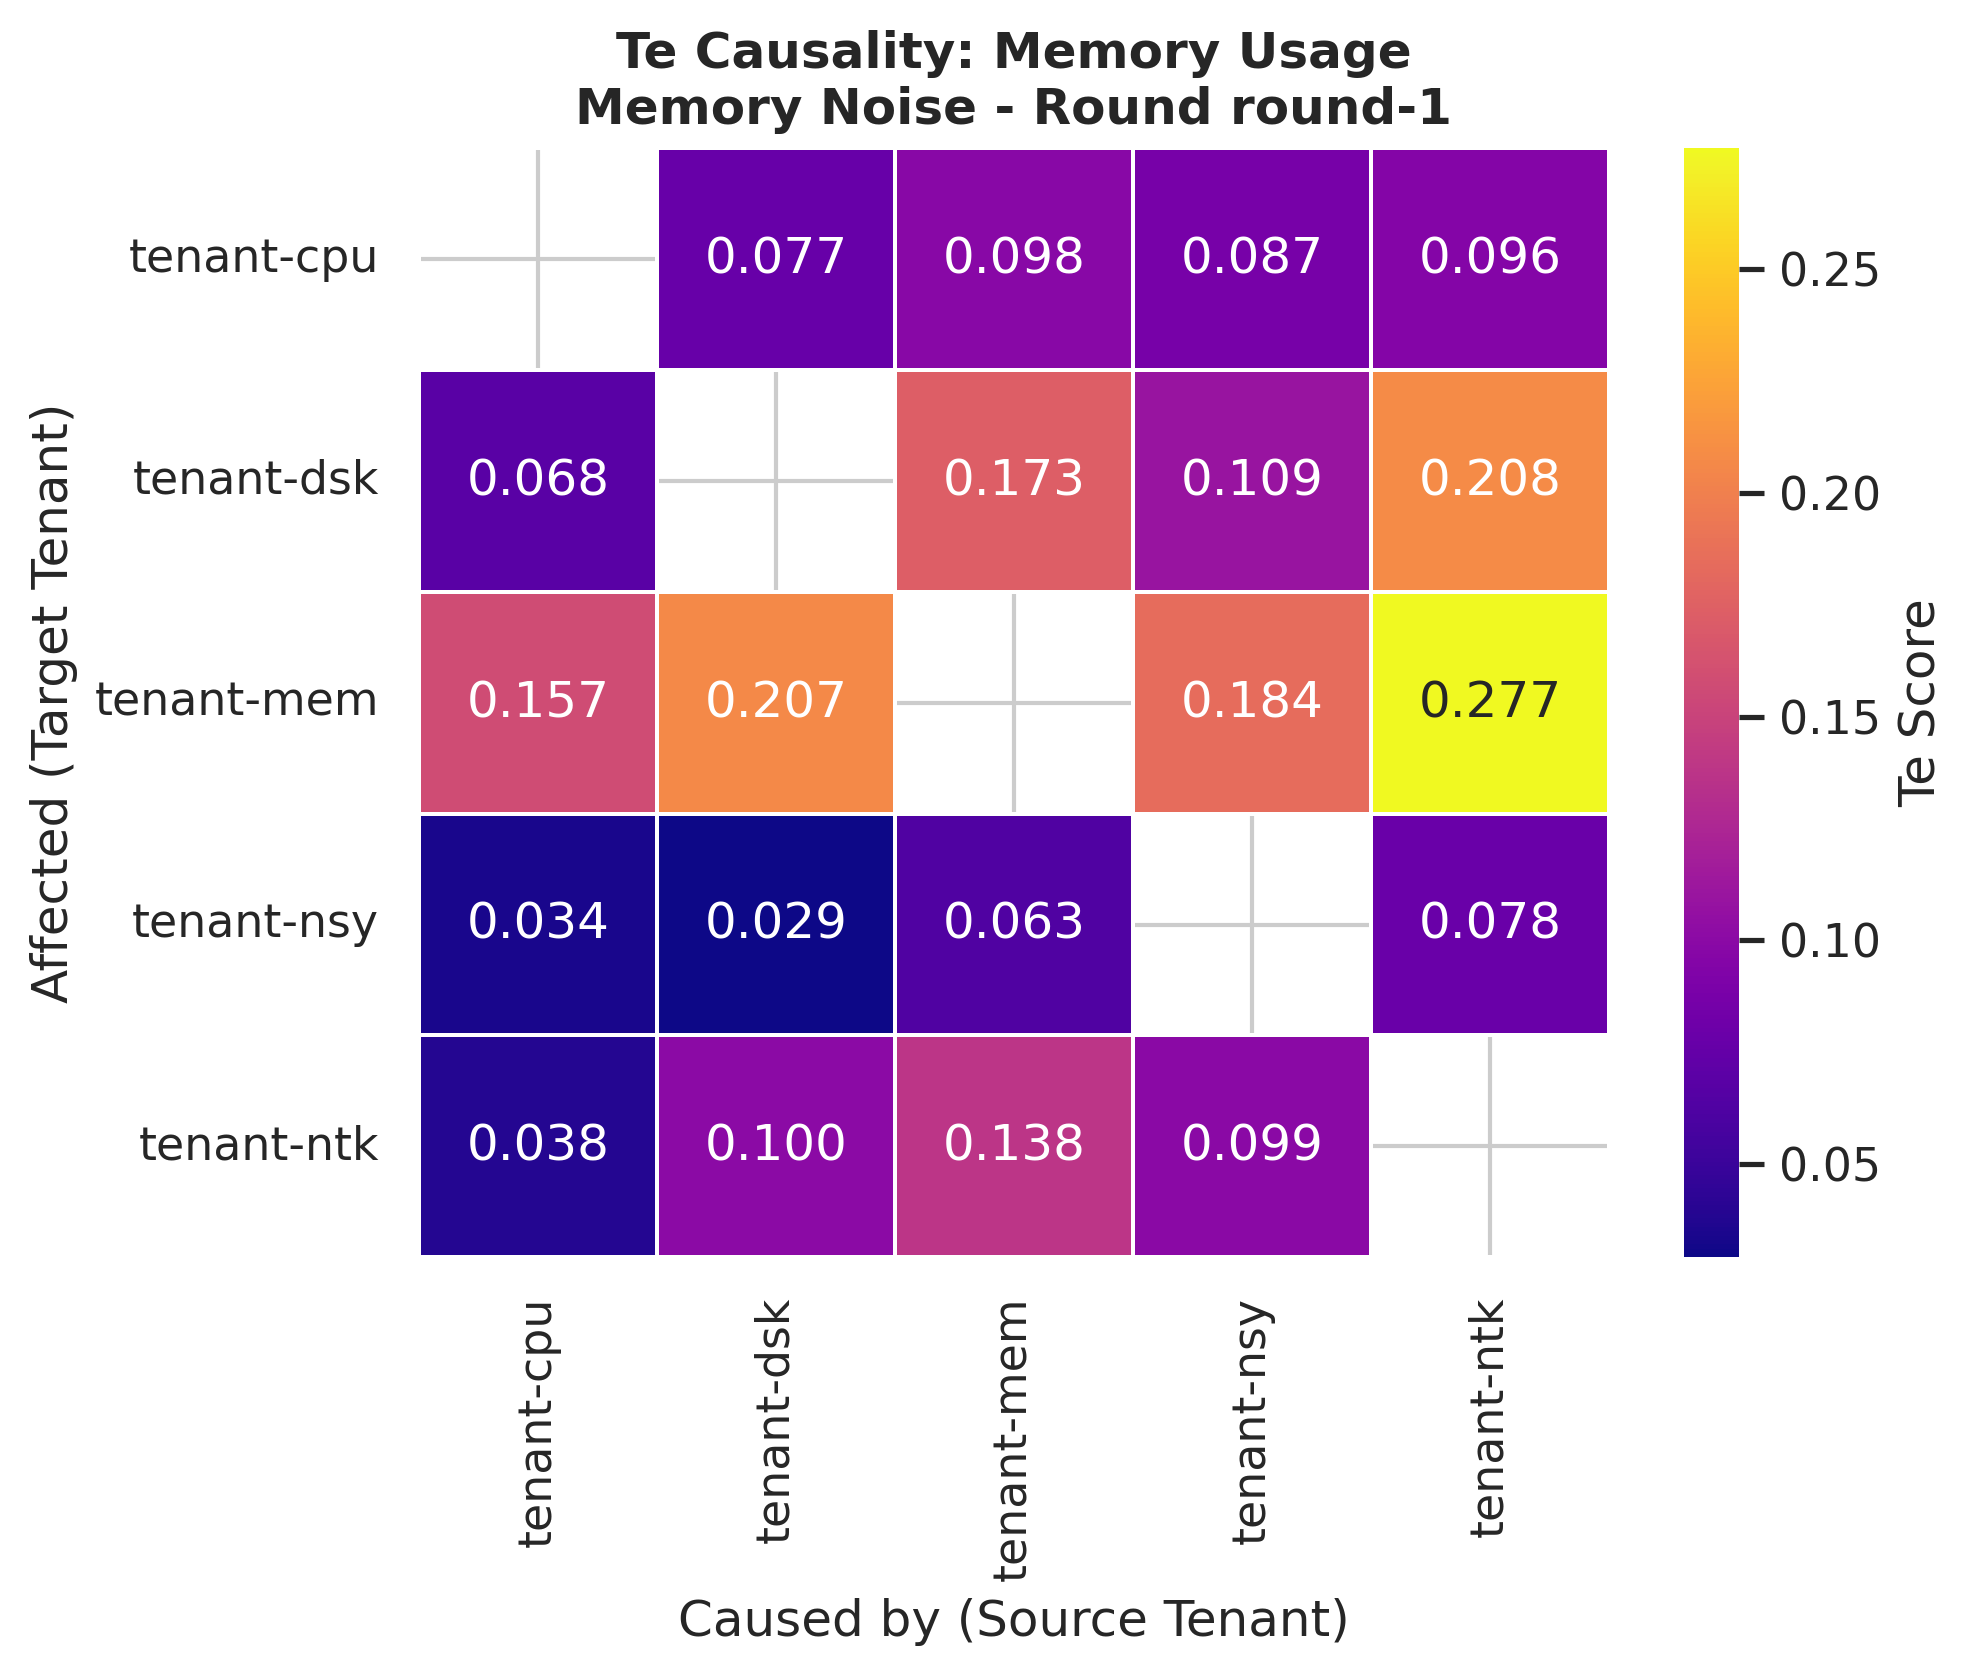 Te Causality: Memory Usage
Memory Noise - Round round-1
Affected (Target Tenant)
tenant-cpu
0.077 0.098 0.087 0.096
tenant-dsk
0.068 0.173 0.109 0.208
tenant-mem
0.157 0.207 0.184 0.277
tenant-nsy
0.034 0.029 0.063 0.078
tenant-ntk
0.038 0.100 0.138 0.099
tenant-cpu
tenant-dsk
tenant-mem
tenant-nsy
tenant-ntk
Caused by (Source Tenant)
0.25
0.20
0.15
0.10
0.05
Te Score